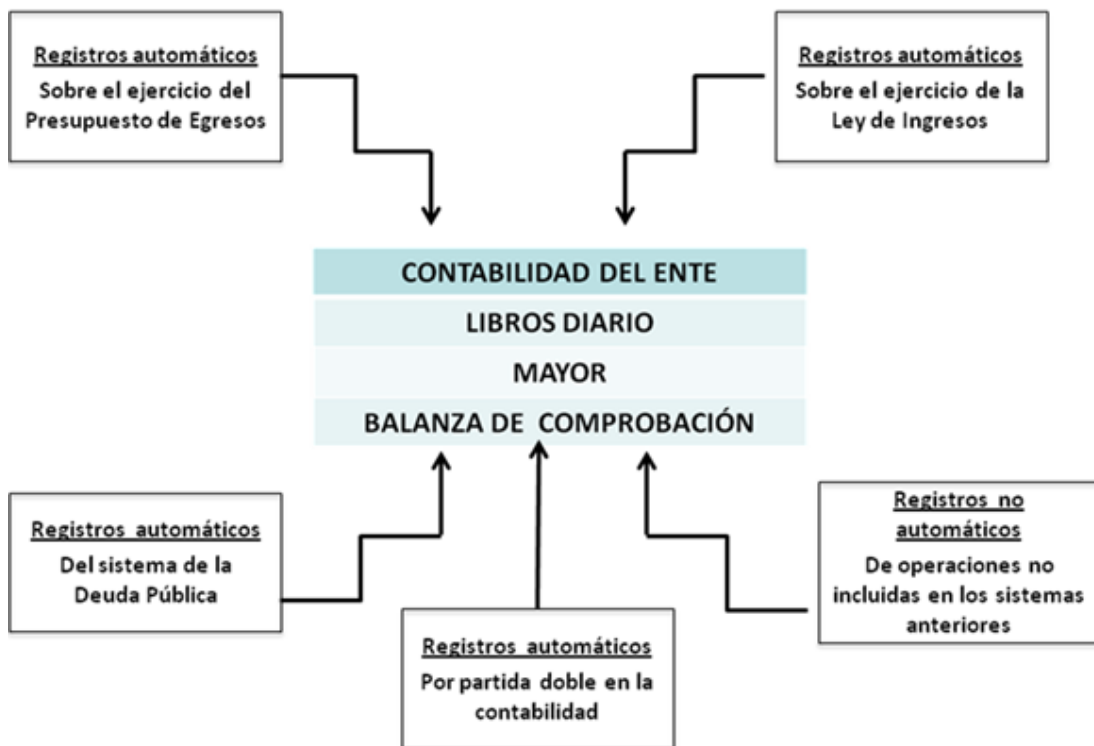 Registros automáticos
Sobre el ejercicio del
Presupuesto de Egresos
Registros automáticos
Sobre el ejercicio de la
Ley de Ingresos
CONTABILIDAD DEL ENTE
LIBROS DIARIO
MAYOR
BALANZA DE COMPROBACIÓN
Registros automáticos
Del sistema de la
Deuda Pública
Registros automáticos
Por partida doble en la
contabilidad
Registros no
automáticos
De operaciones no
incluidas en los sistemas
anteriores